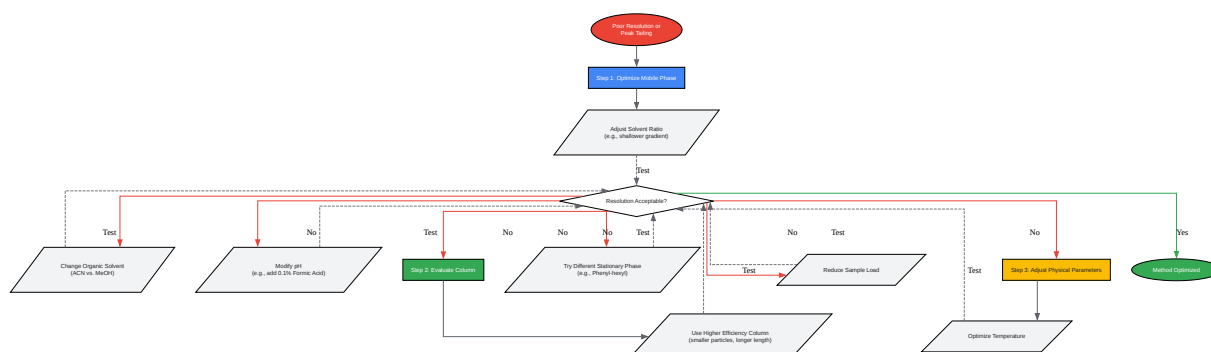 Poor Resolution or
Peak Tailing
Step 1: Optimize Mobile Phase
Adjust Solvent Ratio
(e.g., shallower gradient)
Test
Resolution Acceptable?
Test
No
Test
No
No
No
Test
No
Test
No
Yes
Change Organic Solvent
(ACN vs. MeOH)
Modify pH
(e.g., add 0.1% Formic Acid)
Step 2: Evaluate Column
Try Different Stationary Phase
(e.g., Phenyl-hexyl)
Test
Reduce Sample Load
Test
Step 3: Adjust Physical Parameters
Method Optimized
Use Higher Efficiency Column
(smaller particles, longer length)
Optimize Temperature